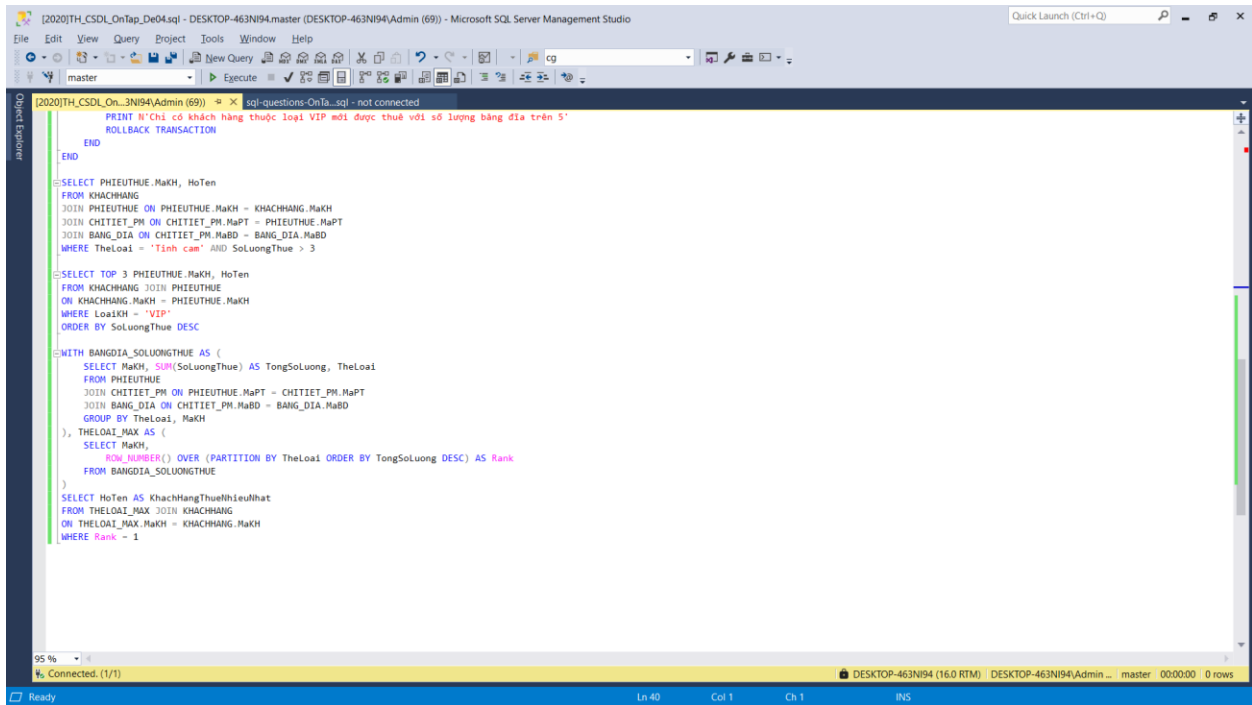 [2020]TH_CSDL_OnTap_De04.sql - DESKTOP-463NI94.master (DESKTOP-463NI94\Admin (69)) - Microsoft SQL Server Management Studio
Quick Launch (Ctrl+Q)
File Edit View Query Project Tools Window Help
New Query
cg
master
Execute
[2020]TH_CSDL_On...3NI94\Admin (69))
sql-questions-OnTa...sql - not connected
Object Explorer
PRINT N'Chỉ có khách hàng thuộc loại VIP mới được thuê với số lượng băng đĩa trên 5'
ROLLBACK TRANSACTION
END
END
SELECT PHIEUTHUE.MaKH, HoTen
FROM KHACHHANG
JOIN PHIEUTHUE ON PHIEUTHUE.MaKH = KHACHHANG.MaKH
JOIN CHITIET_PM ON CHITIET_PM.MaPT = PHIEUTHUE.MaPT
JOIN BANG_DIA ON CHITIET_PM.MaBD = BANG_DIA.MaBD
WHERE TheLoai = 'Tinh cam' AND SoLuongThue > 3
SELECT TOP 3 PHIEUTHUE.MaKH, HoTen
FROM KHACHHANG JOIN PHIEUTHUE
ON KHACHHANG.MaKH = PHIEUTHUE.MaKH
WHERE LoaiKH = 'VIP'
ORDER BY SoLuongThue DESC
WITH BANGDIA_SOLUONGTHUE AS (
SELECT MaKH, SUM(SoLuongThue) AS TongSoLuong, TheLoai
FROM PHIEUTHUE
JOIN CHITIET_PM ON PHIEUTHUE.MaPT = CHITIET_PM.MaPT
JOIN BANG_DIA ON CHITIET_PM.MaBD = BANG_DIA.MaBD
GROUP BY TheLoai, MaKH
), THELOAI_MAX AS (
SELECT MaKH,
ROW_NUMBER() OVER (PARTITION BY TheLoai ORDER BY TongSoLuong DESC) AS Rank
FROM BANGDIA_SOLUONGTHUE
)
SELECT HoTen AS KhachHangThueNhieuNhat
FROM THELOAI_MAX JOIN KHACHHANG
ON THELOAI_MAX.MaKH = KHACHHANG.MaKH
WHERE Rank = 1
95 %
Connected. (1/1)
DESKTOP-463NI94 (16.0 RTM) DESKTOP-463NI94\Admin ... master 00:00:00 0 rows
Ready Ln 40 Col 1 Ch 1 INS